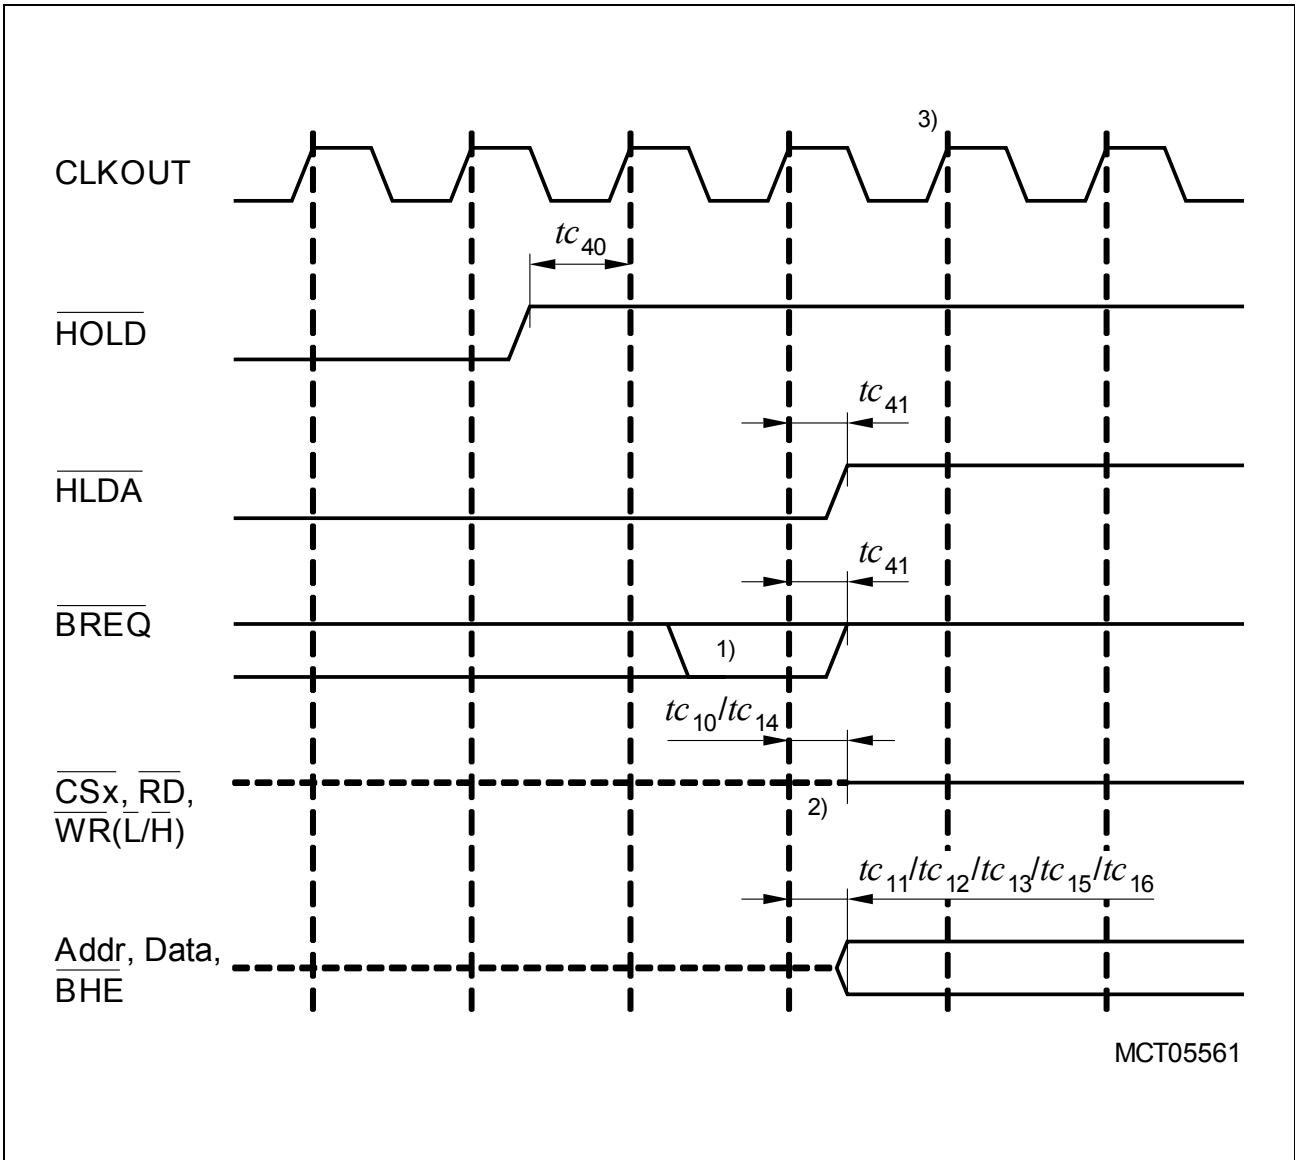 3)
CLKOUT
tc40
HOLD
tc41
HLDA
tc41
BREQ
1)
tc10/tc14
CSx, RD,
WR(L/H)
2)
tc11/tc12/tc13/tc15/tc16
Addr, Data,
BHE
MCT05561